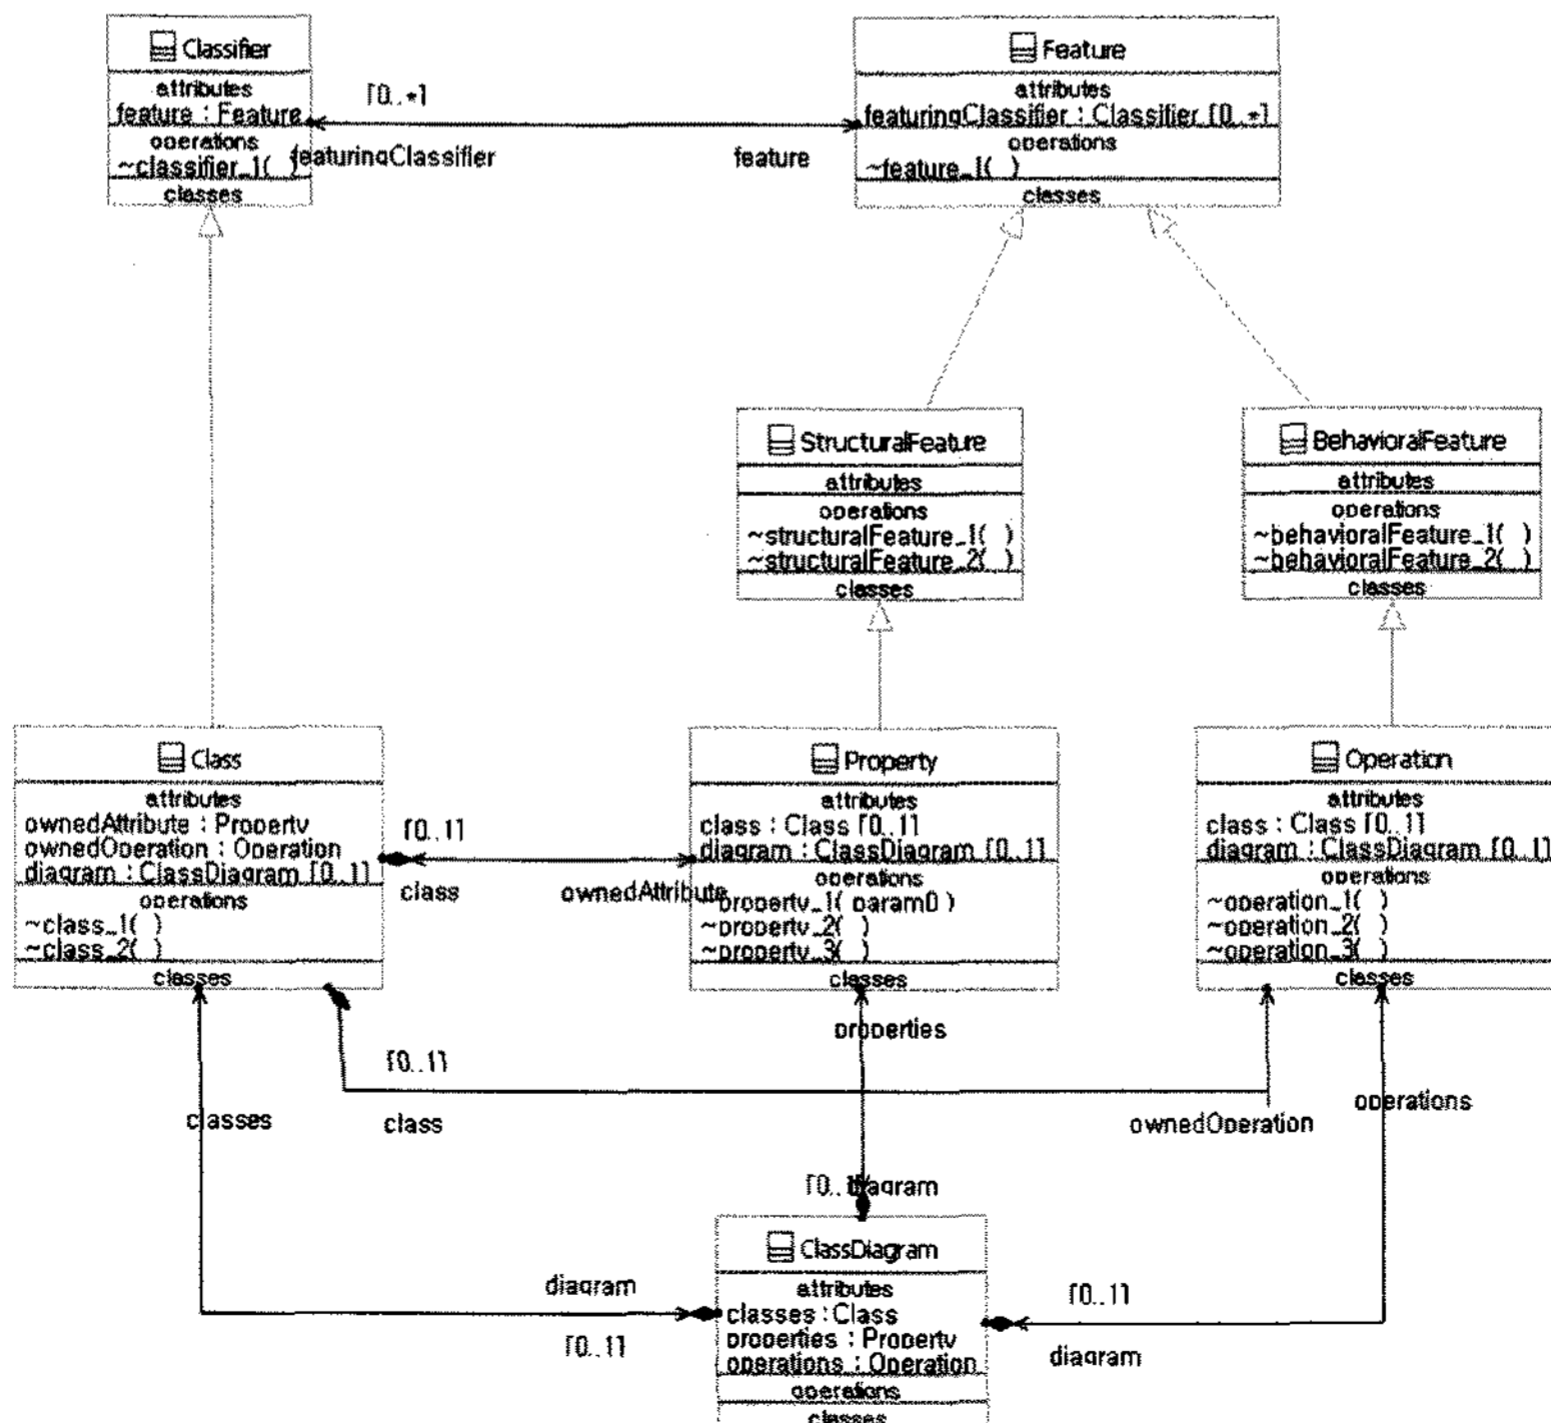 Classifier
attributes
feature : Feature
operations
~classifier_1( )
classes
[0..*]
featuringClassifier
feature
Feature
attributes
featuringClassifier : Classifier [0..*]
operations
~feature_1( )
classes
StructuralFeature
attributes
operations
~structuralFeature_1( )
~structuralFeature_2( )
classes
BehavioralFeature
attributes
operations
~behavioralFeature_1( )
~behavioralFeature_2( )
classes
Class
attributes
ownedAttribute : Property
ownedOperation : Operation
diagram : ClassDiagram [0..1]
operations
~class_1( )
~class_2( )
classes
[0..1]
class
ownedAttribute
Property
attributes
class : Class [0..1]
diagram : ClassDiagram [0..1]
operations
~property_1( param0 )
~property_2( )
~property_3( )
classes
Operation
attributes
class : Class [0..1]
diagram : ClassDiagram [0..1]
operations
~operation_1( )
~operation_2( )
~operation_3( )
classes
properties
[0..1]
classes
class
ownedOperation
operations
[0..1]
diagram
ClassDiagram
attributes
classes : Class
properties : Property
operations : Operation
operations
classes
diagram
[0..1]
[0..1]
diagram